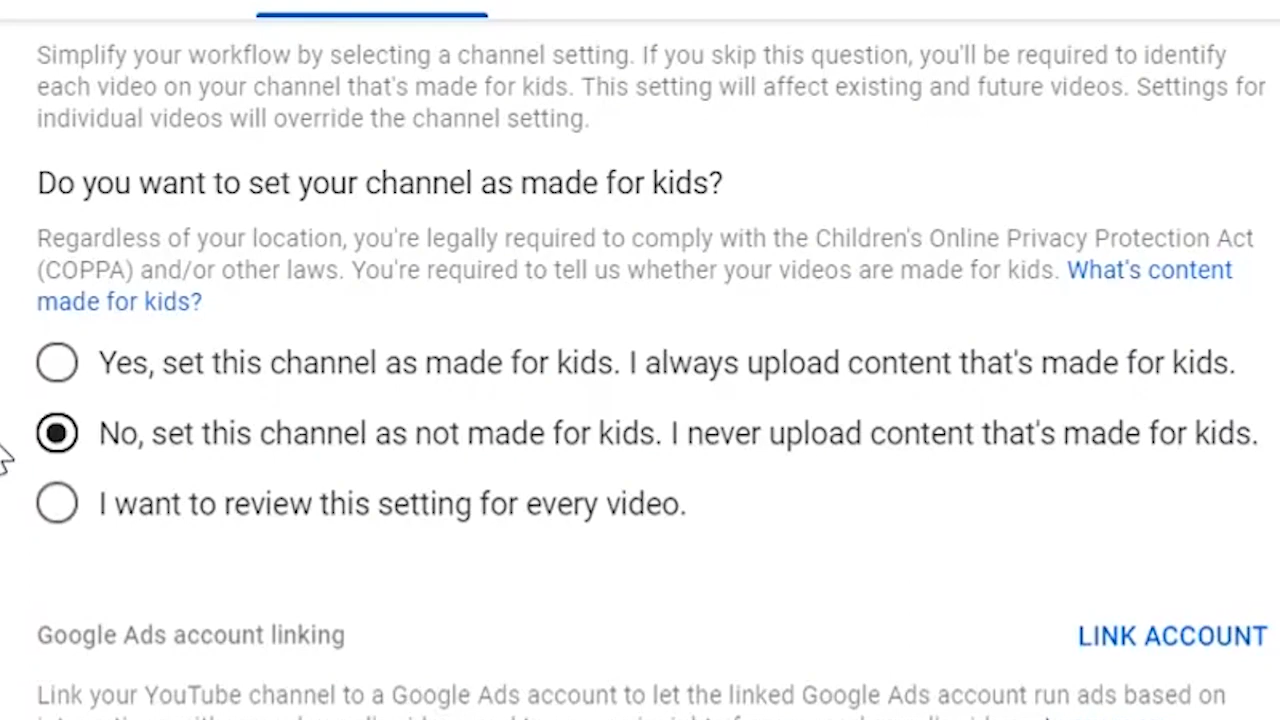 Simplify your workflow by selecting a channel setting. If you skip this question, you'll be required to identify
each video on your channel that's made for kids. This setting will affect existing and future videos. Settings for
individual videos will override the channel setting.
Do you want to set your channel as made for kids?
Regardless of your location, you're legally required to comply with the Children's Online Privacy Protection Act
(COPPA) and/or other laws. You're required to tell us whether your videos are made for kids. What's content
made for kids?
Yes, set this channel as made for kids. I always upload content that's made for kids.
No, set this channel as not made for kids. I never upload content that's made for kids.
I want to review this setting for every video.
Google Ads account linking
LINK ACCOUNT
Link your YouTube channel to a Google Ads account to let the linked Google Ads account run ads based on